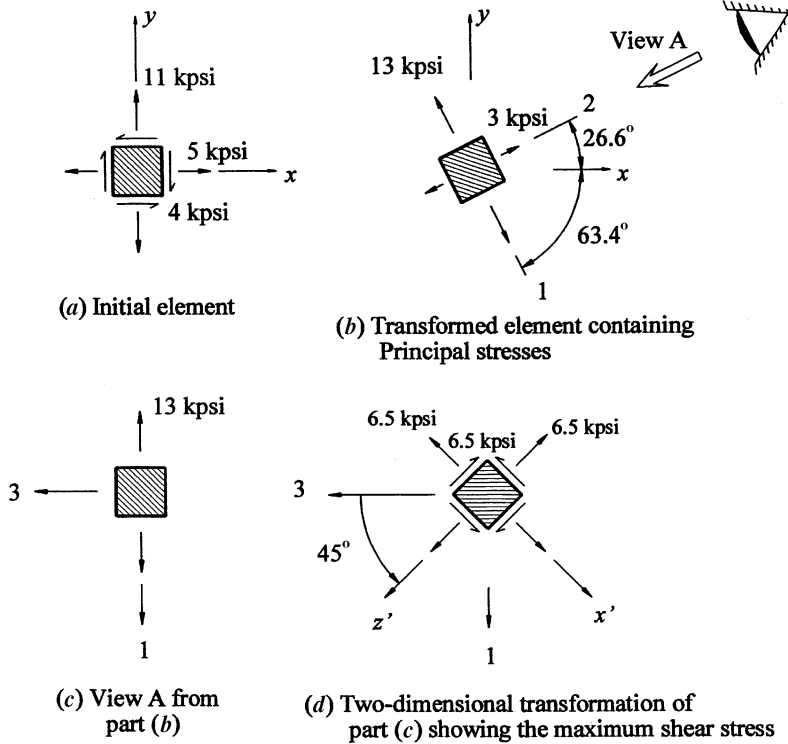 y
11 kpsi
5 kpsi
x
4 kpsi
(a) Initial element
y
View A
13 kpsi
3 kpsi
2
26.6°
x
63.4°
1
(b) Transformed element containing
Principal stresses
13 kpsi
3
1
(c) View A from
part (b)
6.5 kpsi
6.5 kpsi
6.5 kpsi
3
45°
z'
x'
1
(d) Two-dimensional transformation of
part (c) showing the maximum shear stress